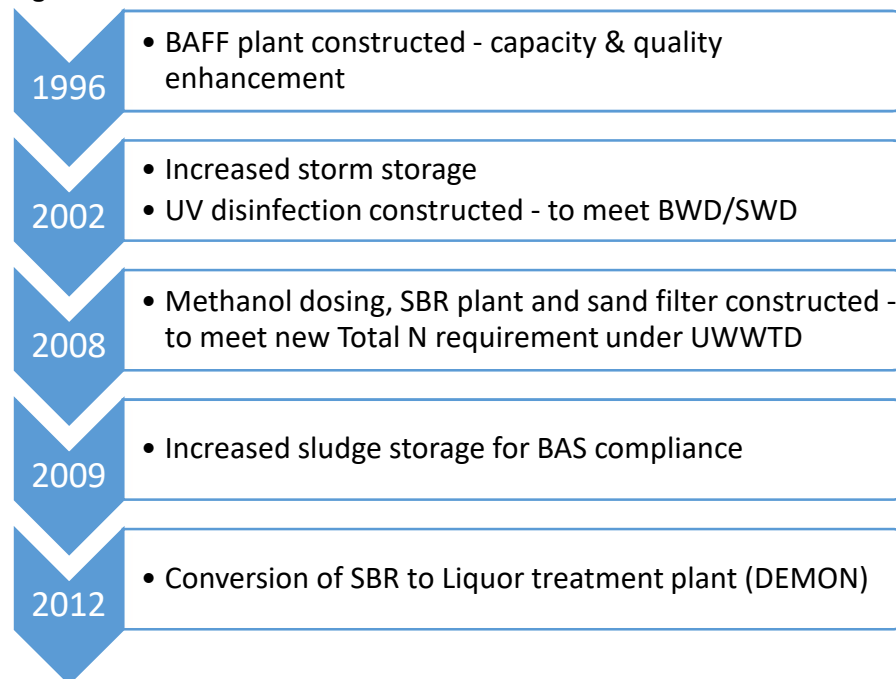 1996
• BAFF plant constructed - capacity & quality
enhancement
2002
• Increased storm storage
• UV disinfection constructed - to meet BWD/SWD
2008
• Methanol dosing, SBR plant and sand filter constructed -
to meet new Total N requirement under UWWTD
2009
• Increased sludge storage for BAS compliance
2012
• Conversion of SBR to Liquor treatment plant (DEMON)